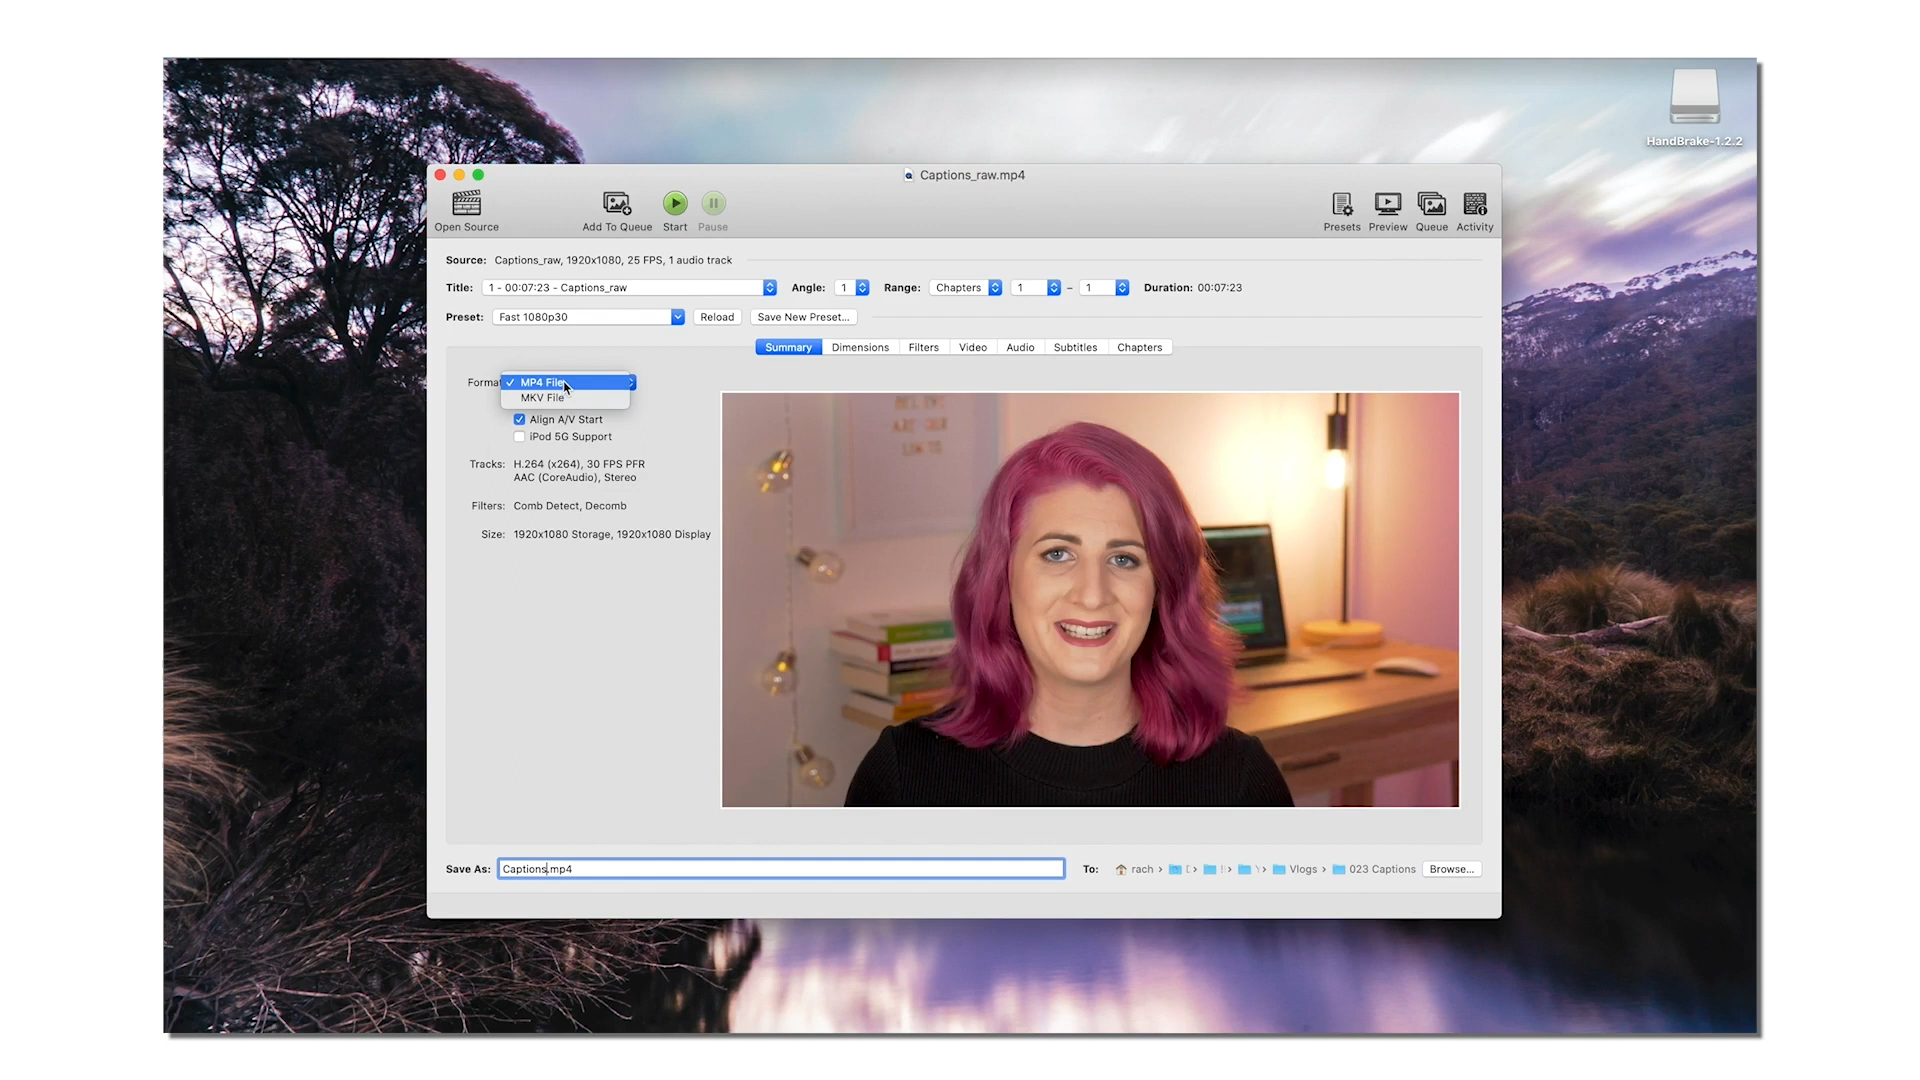 HandBrake-1.2.2
Captions_raw.mp4
Open Source
Add To Queue
Start
Pause
Presets
Preview
Queue
Activity
Source: Captions_raw, 1920x1080, 25 FPS, 1 audio track
Title: 1 - 00:07:23 - Captions_raw Angle: 1 Range: Chapters 1 – 1 Duration: 00:07:23
Preset: Fast 1080p30 Reload Save New Preset...
Summary Dimensions Filters Video Audio Subtitles Chapters
Format MP4 File
MKV File
Align A/V Start
iPod 5G Support
Tracks: H.264 (x264), 30 FPS PFR
AAC (CoreAudio), Stereo
Filters: Comb Detect, Decomb
Size: 1920x1080 Storage, 1920x1080 Display
Save As: Captions.mp4 To: rach › › › › Vlogs › 023 Captions Browse...